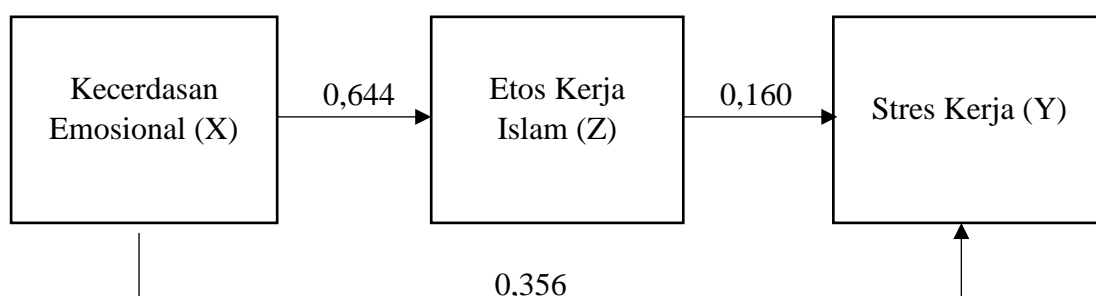 Kecerdasan
Emosional (X)
0,644
Etos Kerja
Islam (Z)
0,160
Stres Kerja (Y)
0,356